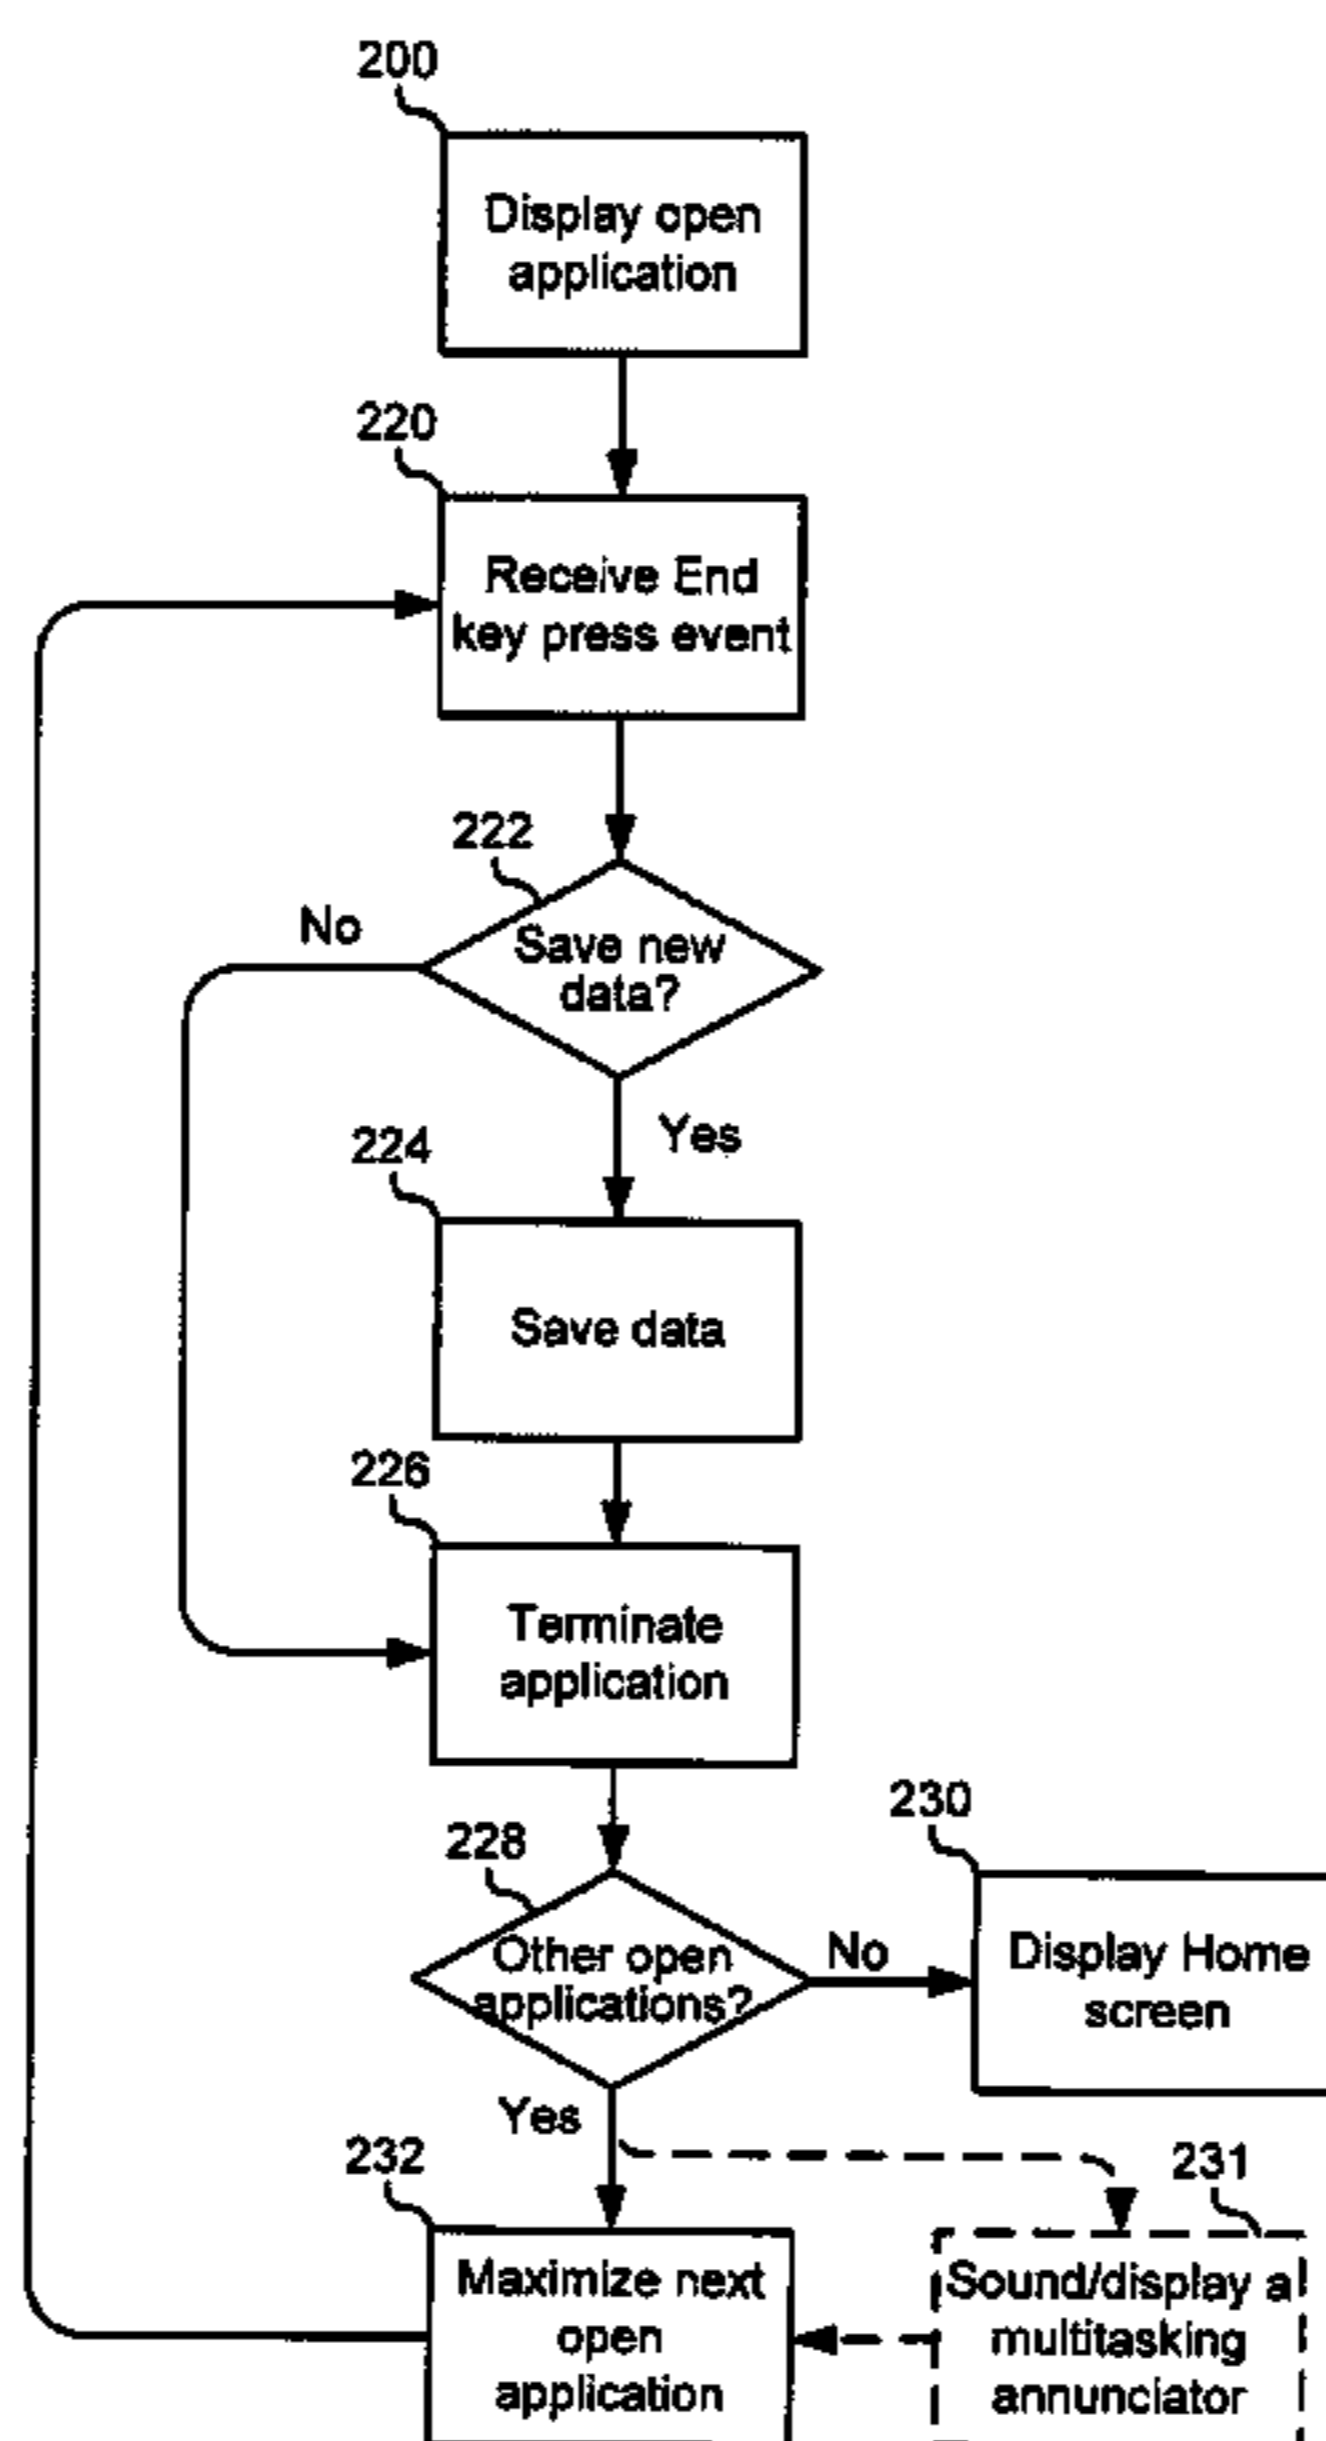 200
Display open
application
220
Receive End
key press event
222
No
Save new
data?
Yes
224
Save data
226
Terminate
application
228
Other open
applications?
No
230
Display Home
screen
Yes
232
Maximize next
open
application
231
Sound/display a
multitasking
annunciator